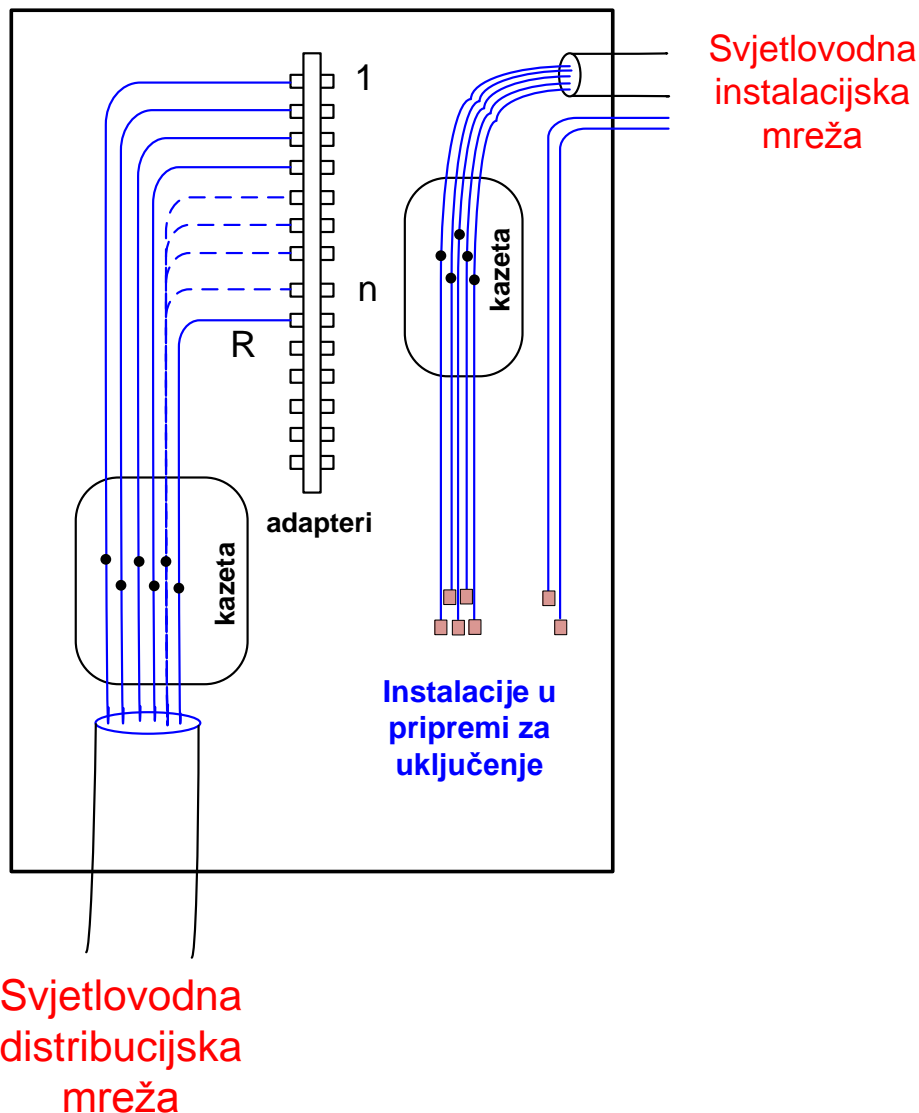 Svjetlovodna
instalacijska
mreža
1
n
R
kazeta
adapteri
kazeta
Instalacije u
pripremi za
uključenje
Svjetlovodna
distribucijska
mreža